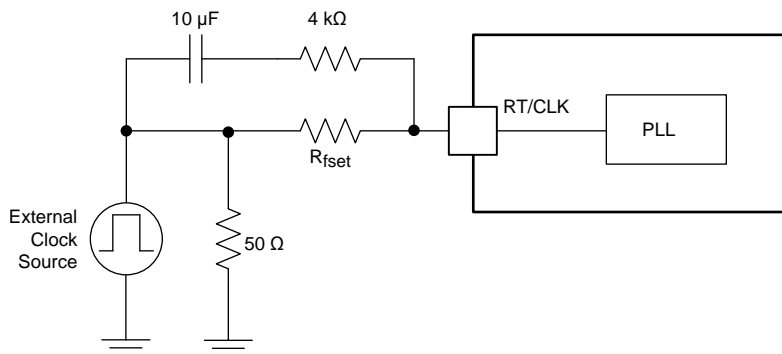 10 µF
4 kΩ
RT/CLK
PLL
Rfset
External
Clock
Source
50 Ω